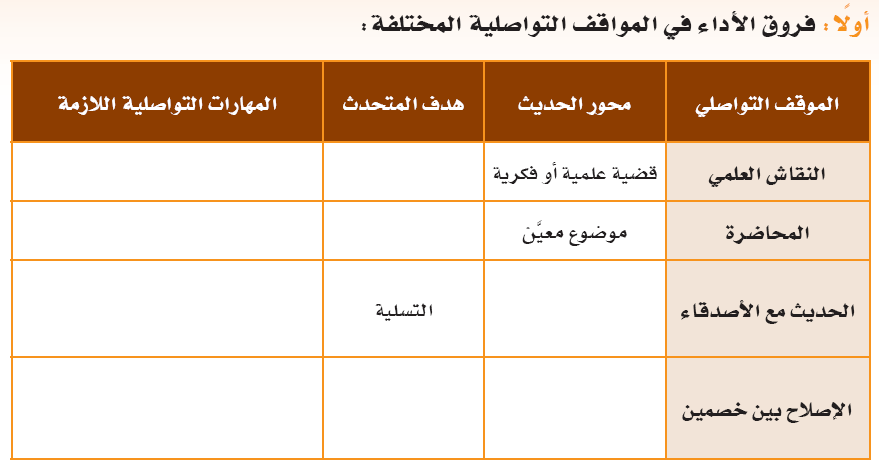 أولًا: فروق الأداء في المواقف التواصلية المختلفة:
الموقف التواصلي محور الحديث هدف المتحدث المهارات التواصلية اللازمة
النقاش العلمي قضية علمية أو فكرية
المحاضرة موضوع معيَّن
الحديث مع الأصدقاء التسلية
الإصلاح بين خصمين